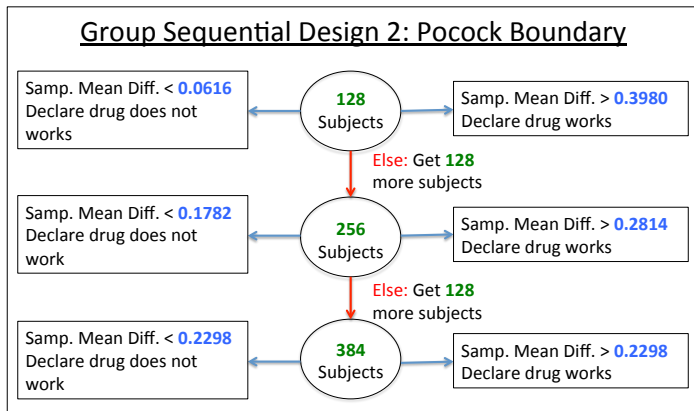 Group Sequential Design 2: Pocock Boundary
Samp. Mean Diff. < 0.0616
Declare drug does not
works
128
Subjects
Samp. Mean Diff. > 0.3980
Declare drug works
Else: Get 128
more subjects
Samp. Mean Diff. < 0.1782
Declare drug does not
work
256
Subjects
Samp. Mean Diff. > 0.2814
Declare drug works
Else: Get 128
more subjects
Samp. Mean Diff. < 0.2298
Declare drug does not
work
384
Subjects
Samp. Mean Diff. > 0.2298
Declare drug works